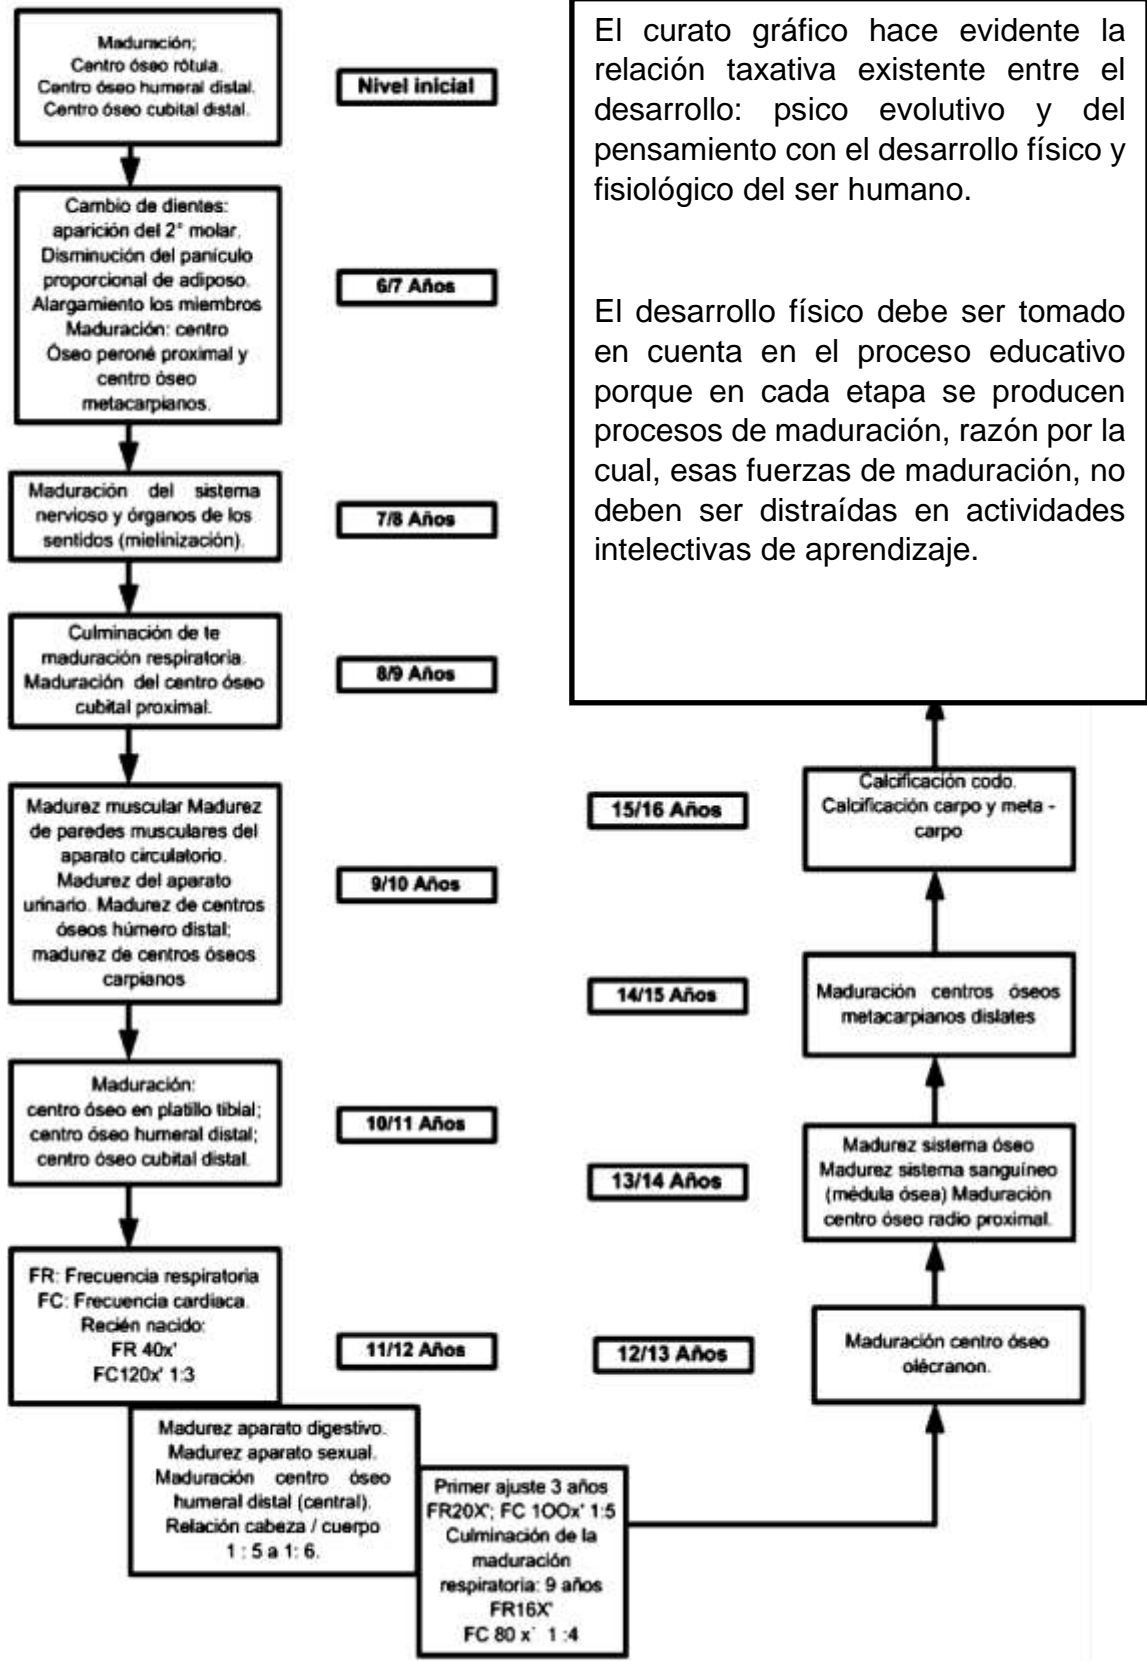 Maduración;
Centro óseo rótula.
Centro óseo humeral distal.
Centro óseo cubital distal.
Nivel inicial
Cambio de dientes:
aparición del 2° molar.
Disminución del panículo
proporcional de adiposo.
Alargamiento los miembros
Maduración: centro
Óseo peroné proximal y
centro óseo
metacarpianos.
6/7 Años
Maduración del sistema
nervioso y órganos de los
sentidos (mielinización).
7/8 Años
Culminación de te
maduración respiratoria.
Maduración del centro óseo
cubital proximal.
8/9 Años
Madurez muscular Madurez
de paredes musculares del
aparato circulatorio.
Madurez del aparato
urinario. Madurez de centros
óseos húmero distal;
madurez de centros óseos
carpianos
9/10 Años
Maduración:
centro óseo en platillo tibial;
centro óseo humeral distal;
centro óseo cubital distal.
10/11 Años
FR: Frecuencia respiratoria
FC: Frecuencia cardiaca.
Recién nacido:
FR 40x'
FC120x' 1:3
11/12 Años
Madurez aparato digestivo.
Madurez aparato sexual.
Maduración centro óseo
humeral distal (central).
Relación cabeza / cuerpo
1 : 5 a 1: 6.
Primer ajuste 3 años
FR20X'; FC 1OOx' 1:5
Culminación de la
maduración
respiratoria: 9 años
FR16X'
FC 80 x` 1 :4
12/13 Años
Maduración centro óseo
olécranon.
13/14 Años
Madurez sistema óseo
Madurez sistema sanguíneo
(médula ósea) Maduración
centro óseo radio proximal.
14/15 Años
Maduración centros óseos
metacarpianos dislates
15/16 Años
Calcificación codo.
Calcificación carpo y meta -
carpo
El curato gráfico hace evidente la
relación taxativa existente entre el
desarrollo: psico evolutivo y del
pensamiento con el desarrollo físico y
fisiológico del ser humano.
El desarrollo físico debe ser tomado
en cuenta en el proceso educativo
porque en cada etapa se producen
procesos de maduración, razón por la
cual, esas fuerzas de maduración, no
deben ser distraídas en actividades
intelectivas de aprendizaje.